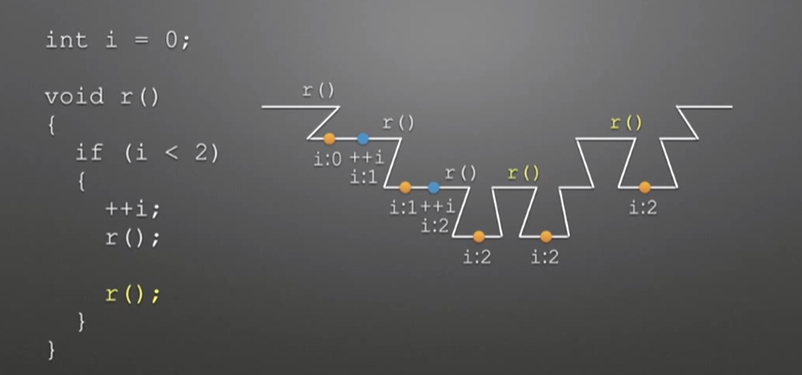 int i = 0;
void r()
{
if (i < 2)
{
++i;
r();
r();
}
}
r()
r()
r()
i:0 ++i
i:1
r() r()
i:1 ++i
i:2
i:2
i:2 i:2